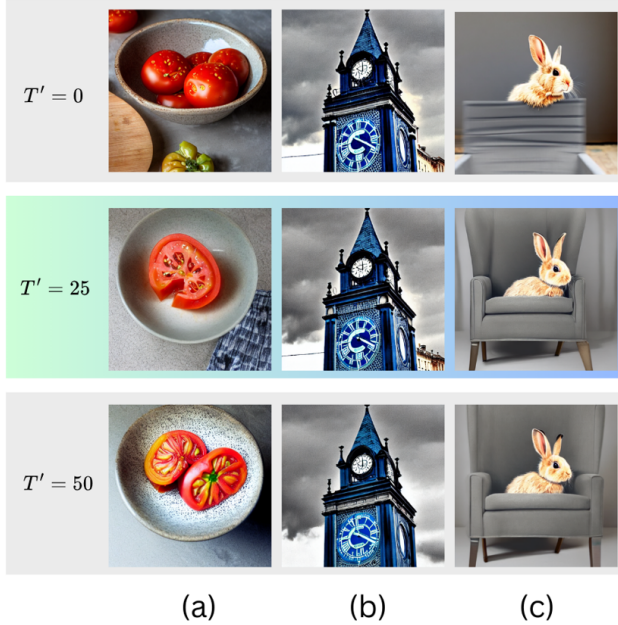 T′ = 0
T′ = 25
T′ = 50
(a) (b) (c)